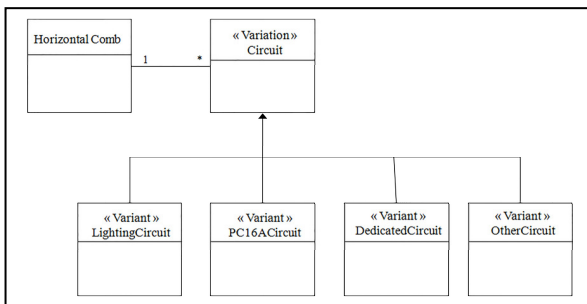 Horizontal Comb
« Variation»
Circuit
1
*
« Variant »
LightingCircuit
« Variant »
PC16ACircuit
« Variant »
DedicatedCircuit
« Variant »
OtherCircuit